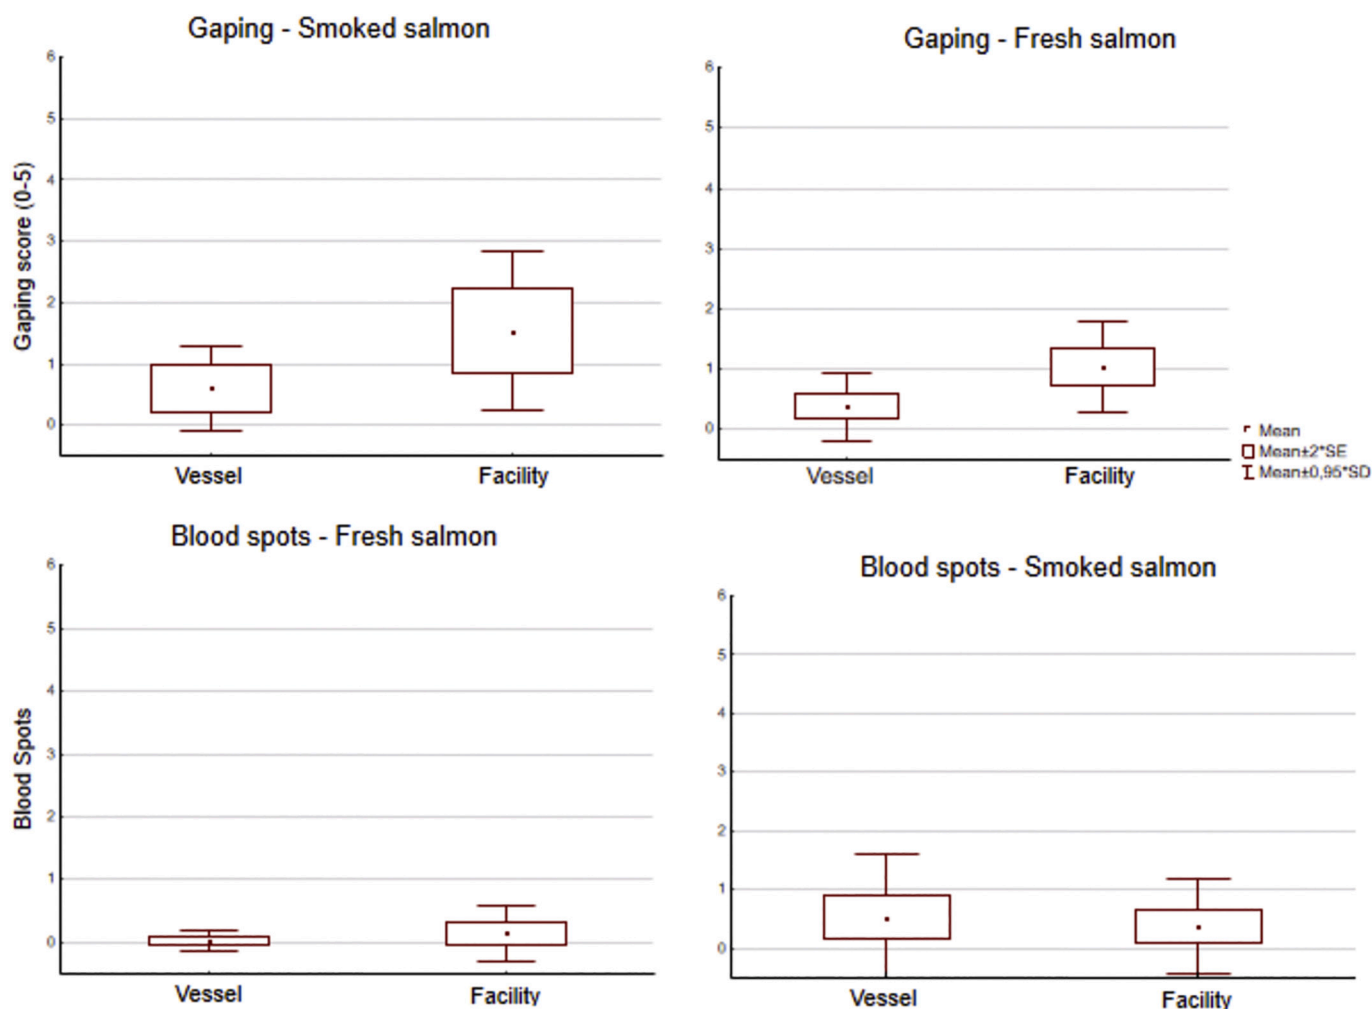 Gaping - Smoked salmon
6
5
4
3
2
1
0
Gaping score (0-5)
Vessel
Facility
Gaping - Fresh salmon
6
5
4
3
2
1
0
Vessel
Facility
Mean
Mean±2*SE
Mean±0,95*SD
Blood spots - Fresh salmon
6
5
4
3
2
1
0
Blood Spots
Vessel
Facility
Blood spots - Smoked salmon
6
5
4
3
2
1
0
Vessel
Facility